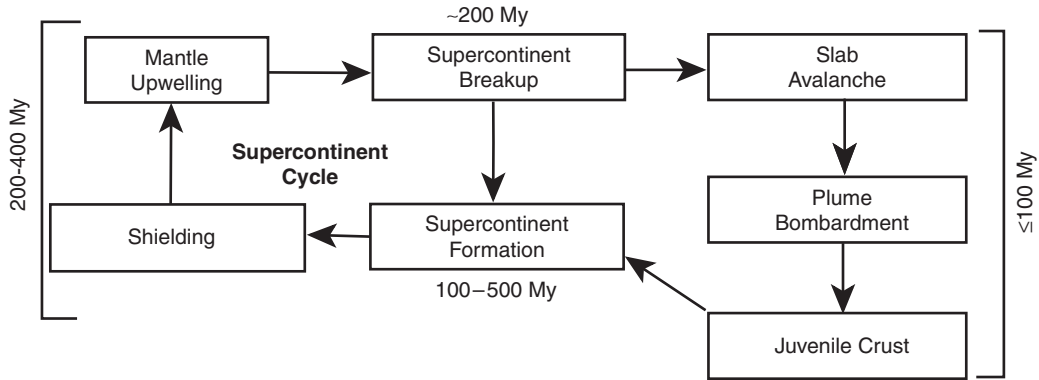 ~200 My
Mantle
Upwelling
Supercontinent
Breakup
Slab
Avalanche
200-400 My
Supercontinent
Cycle
≤100 My
Shielding
Supercontinent
Formation
Plume
Bombardment
100–500 My
Juvenile Crust